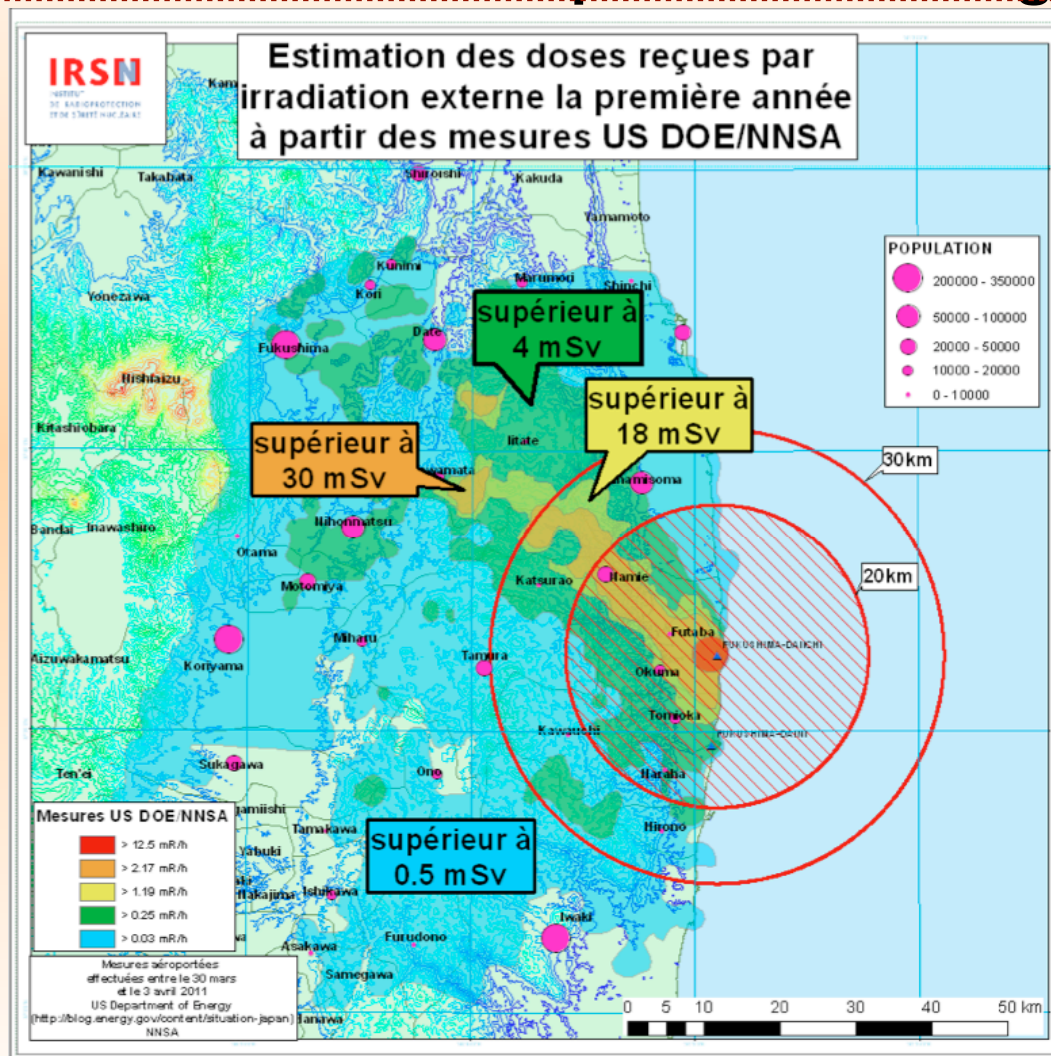 IRSN
INSTITUT
DE RADIOPROTECTION
ET DE SÛRETÉ NUCLÉAIRE
Estimation des doses reçues par
irradiation externe la première année
à partir des mesures US DOE/NNSA
Kawanishi
Takabata
Shiroishi
Kakuda
Yamamoto
POPULATION
200000 - 350000
50000 - 100000
20000 - 50000
10000 - 20000
0 - 10000
Kunimi
Kori
Marumori
Shinchi
Yonezawa
supérieur à
4 mSv
Fukushima
Date
Nishiaizu
supérieur à
18 mSv
Kitashiobara
Iitate
supérieur à
30 mSv
30km
Bandai
Inawashiro
Nihonmatsu
Otama
20km
Motomiya
Katsurao
Namie
Futaba
FUKUSHIMA-DAIICHI
Miharu
Koriyama
Aizuwakamatsu
Tamura
Okuma
Tomioka
Kawauchi
FUKUSHIMA-DAINI
Sukagawa
Ten'ei
Ono
Naraha
Mesures US DOE/NNSA
> 12.5 mR/h
> 2.17 mR/h
> 1.19 mR/h
> 0.25 mR/h
> 0.03 mR/h
Tamakawa
Yabuki
Hirono
supérieur à
0.5 mSv
Ishikawa
Iwaki
Furudono
Asakawa
Samegawa
Mesures aéroportées
effectuées entre le 30 mars
et le 3 avril 2011
US Department of Energy
(http://blog.energy.gov/content/situation-japan)
NNSA
0 5 10 20 30 40 50 km